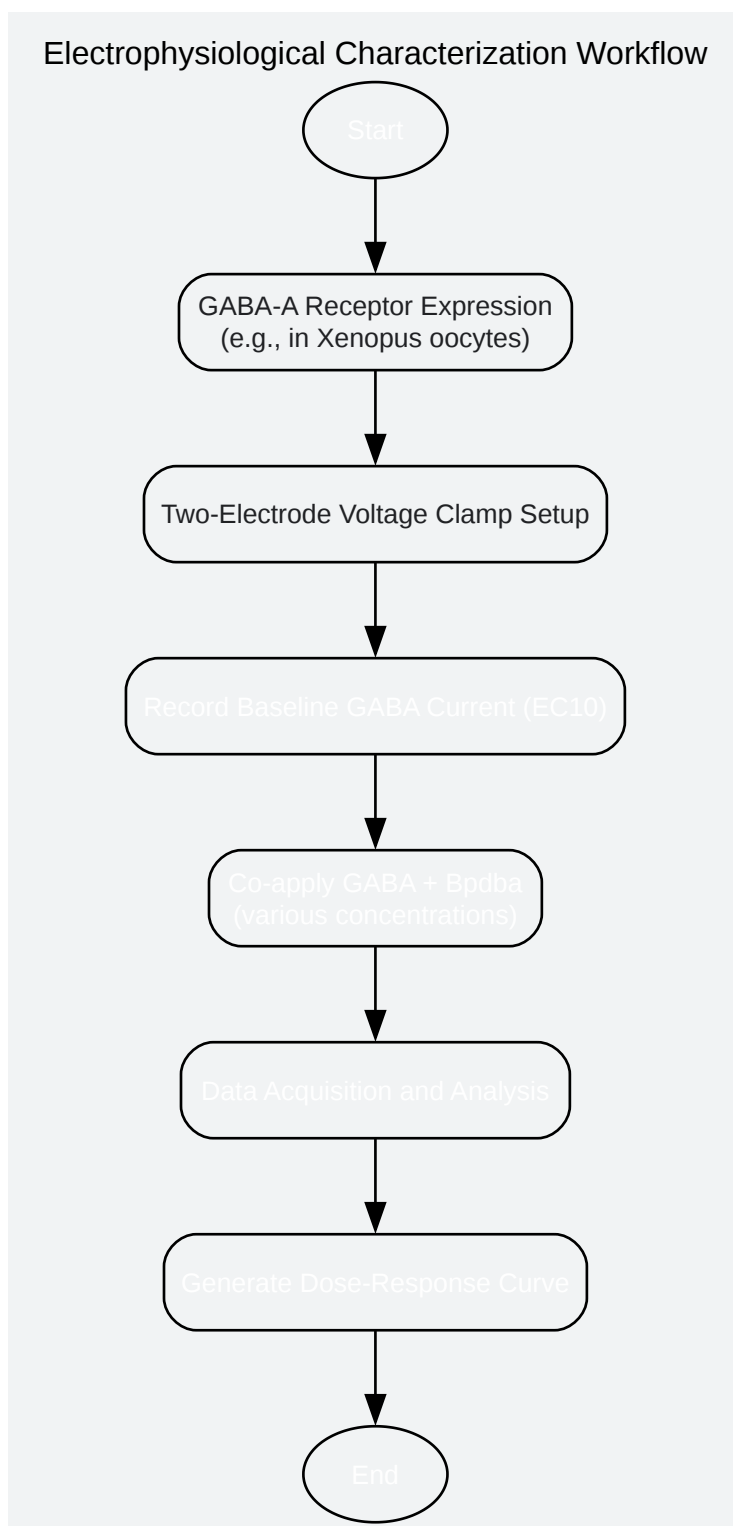 Electrophysiological Characterization Workflow
Start
GABA-A Receptor Expression
(e.g., in Xenopus oocytes)
Two-Electrode Voltage Clamp Setup
Record Baseline GABA Current (EC10)
Co-apply GABA + Bpdba
(various concentrations)
Data Acquisition and Analysis
Generate Dose-Response Curve
End